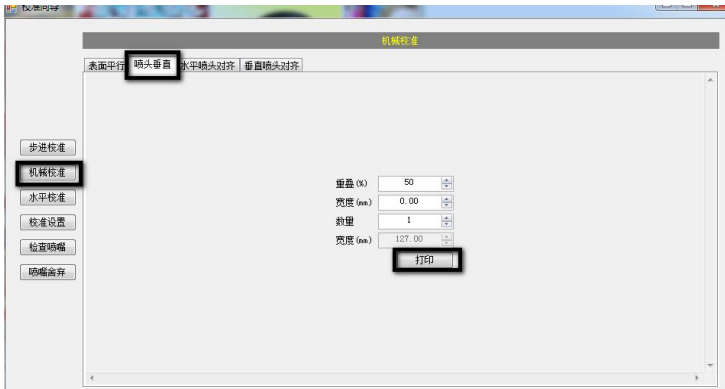 校准向导
机械校准
表面平行 喷头垂直 水平喷头对齐 垂直喷头对齐
步进校准
机械校准
水平校准
校准设置
检查喷嘴
喷嘴舍弃
重叠(%) 50
宽度(mm) 0.00
数量 1
宽度(mm) 127.00
打印